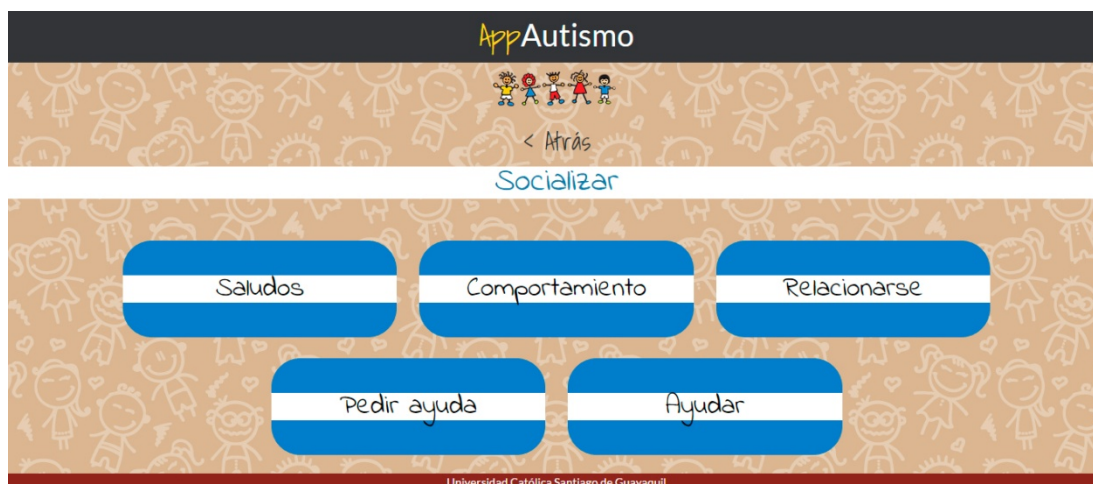 AppAutismo
< Atrás
Socializar
Saludos
Comportamiento
Relacionarse
Pedir ayuda
Ayudar
Universidad Católica Santiago de Guayaquil